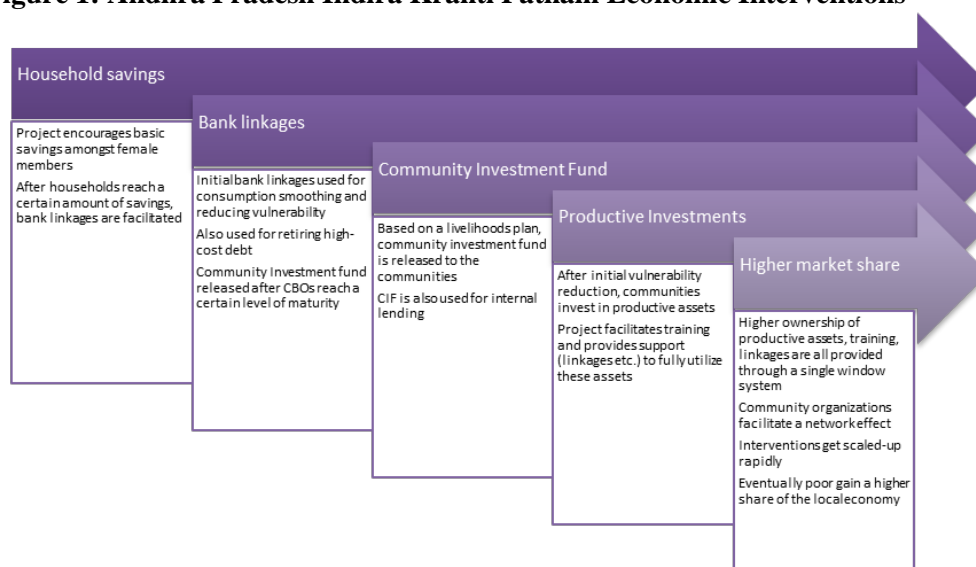 Figure 1: Andhra Pradesh Indira Kranti Patham Economic Interventions
Household savings
Project encourages basic
savings amongst female
members
After households reach a
certain amount of savings,
bank linkages are facilitated
Bank linkages
Initialbank linkages used for
consumption smoothing and
reducing vulnerability
Also used for retiring high-
cost debt
Community Investment fund
released after CBOs reach a
certain level of maturity
Community Investment Fund
Based on a livelihoods plan,
community investment fund
is released to the
communities
CIF is also used for internal
lending
Productive Investments
After initial vulnerability
reduction, communities
invest in productive assets
Project facilitates training
and provides support
(linkages etc.) to fully utilize
these assets
Higher market share
Higher ownership of
productive assets, training,
linkages are all provided
through a single window
system
Community organizations
facilitate a network effect
Interventions get scaled-up
rapidly
Eventually poor gain a higher
share of the localeconomy